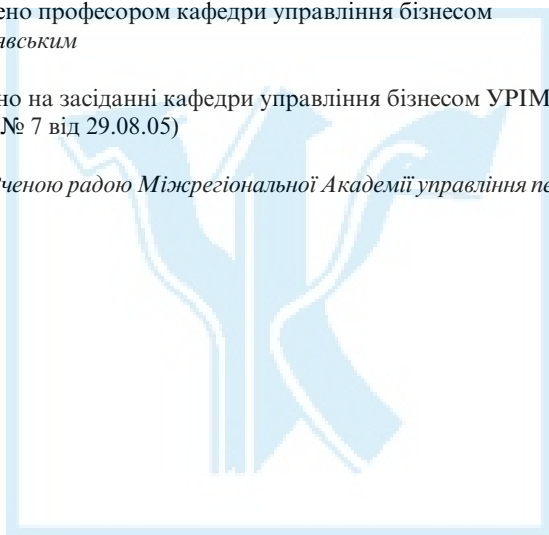 ено професором кафедри управління бізнесом
явським
но на засіданні кафедри управління бізнесом УРІМ
№ 7 від 29.08.05)
ченою радою Міжрегіональної Академії управління пе